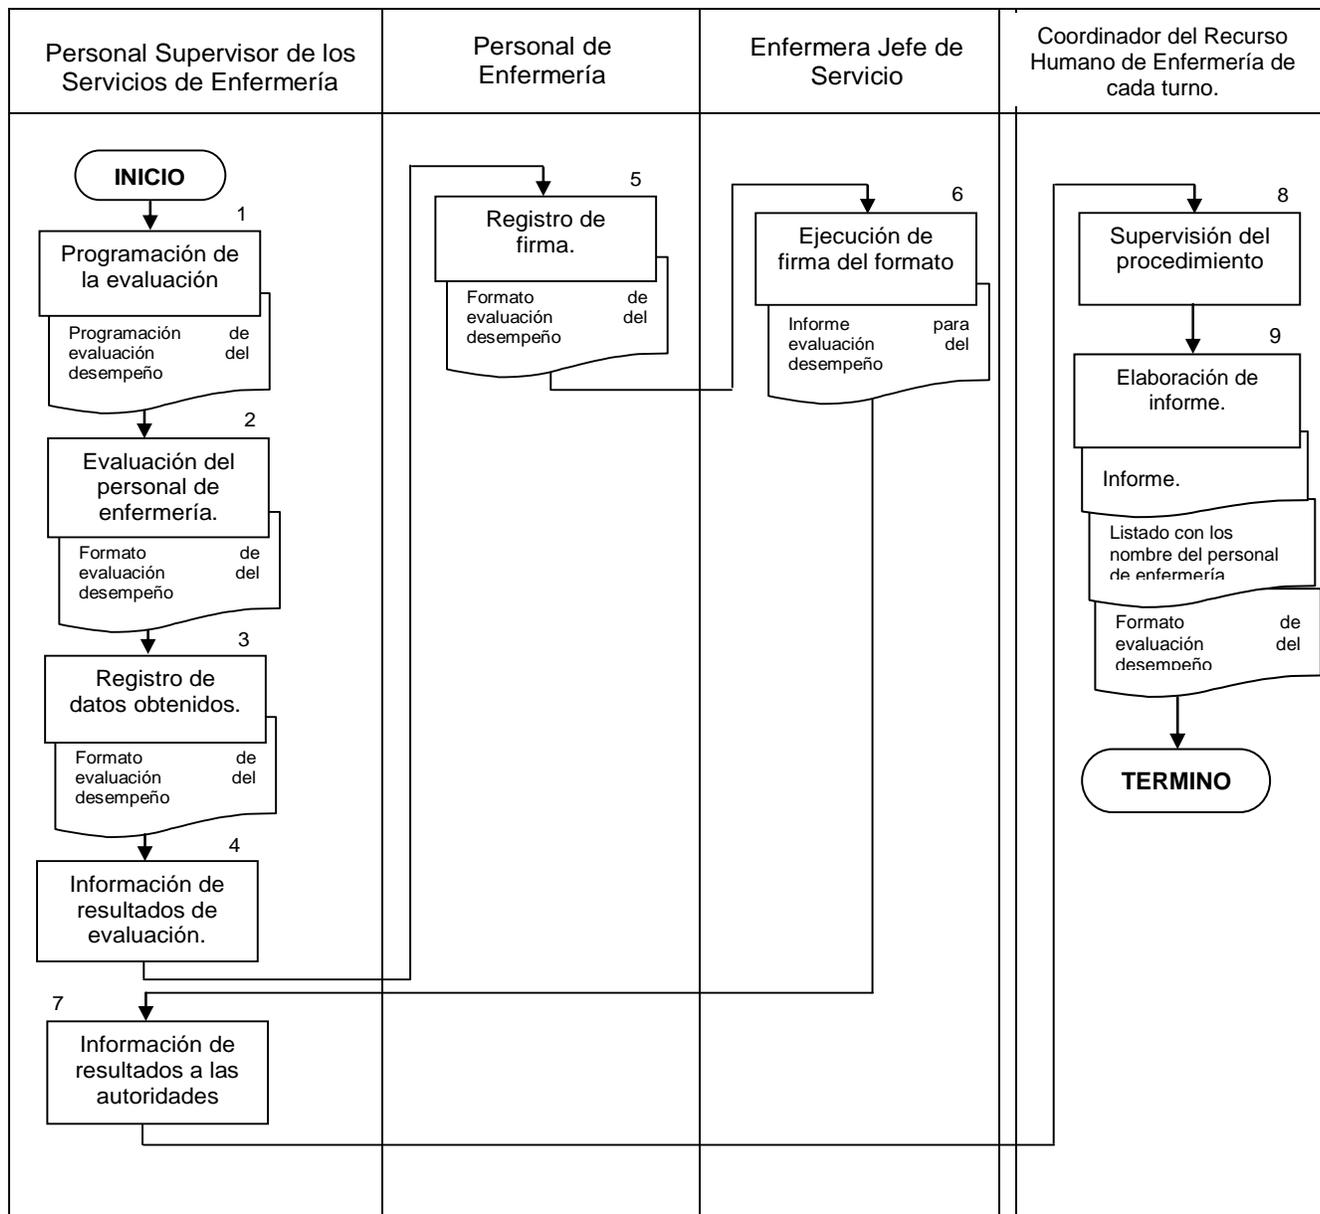 Personal Supervisor de los
Servicios de Enfermería
Personal de
Enfermería
Enfermera Jefe de
Servicio
Coordinador del Recurso
Humano de Enfermería de
cada turno.
INICIO
1
Programación de
la evaluación
Programación de
evaluación del
desempeño
2
Evaluación del
personal de
enfermería.
Formato de
evaluación del
desempeño
3
Registro de
datos obtenidos.
Formato de
evaluación del
desempeño
4
Información de
resultados de
evaluación.
5
Registro de
firma.
Formato de
evaluación del
desempeño
6
Ejecución de
firma del formato
Informe para
evaluación del
desempeño
7
Información de
resultados a las
autoridades
8
Supervisión del
procedimiento
9
Elaboración de
informe.
Informe.
Listado con los
nombre del personal
de enfermería
Formato de
evaluación del
desempeño
TERMINO